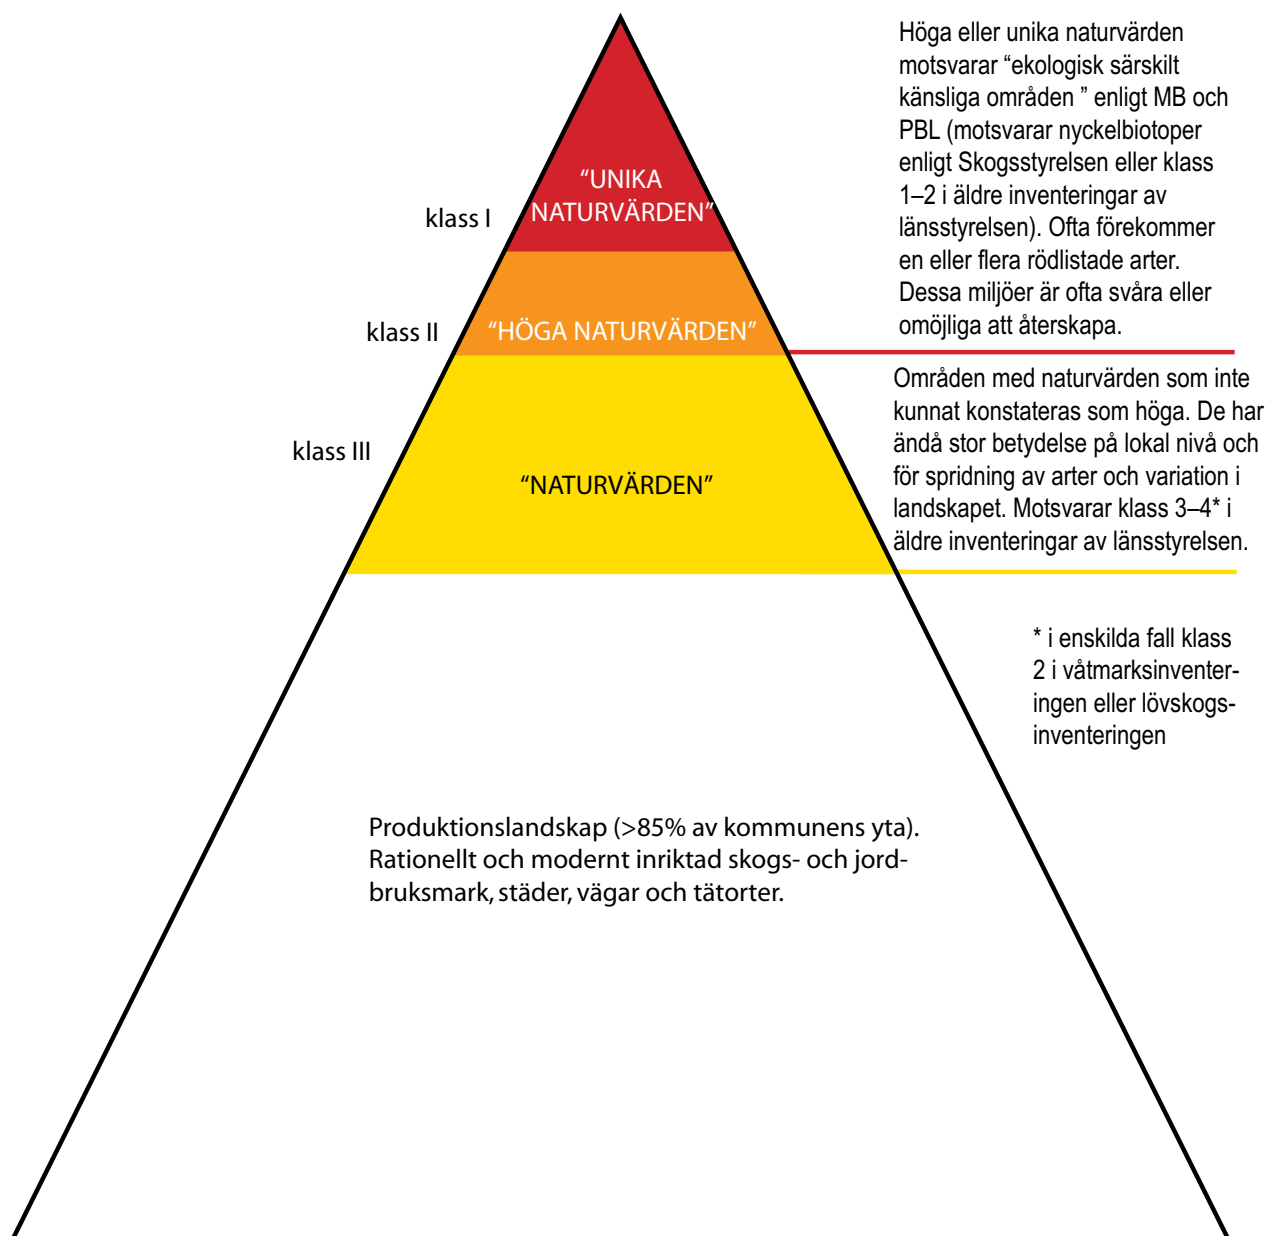 Höga eller unika naturvärden
motsvarar “ekologisk särskilt
känsliga områden ” enligt MB och
PBL (motsvarar nyckelbiotoper
enligt Skogsstyrelsen eller klass
1–2 i äldre inventeringar av
länsstyrelsen). Ofta förekommer
en eller flera rödlistade arter.
Dessa miljöer är ofta svåra eller
omöjliga att återskapa.
klass I
“UNIKA
NATURVÄRDEN”
klass II
“HÖGA NATURVÄRDEN”
Områden med naturvärden som inte
kunnat konstateras som höga. De har
ändå stor betydelse på lokal nivå och
för spridning av arter och variation i
landskapet. Motsvarar klass 3–4* i
äldre inventeringar av länsstyrelsen.
klass III
“NATURVÄRDEN”
* i enskilda fall klass
2 i våtmarksinventer-
ingen eller lövskogs-
inventeringen
Produktionslandskap (>85% av kommunens yta).
Rationellt och modernt inriktad skogs- och jord-
bruksmark, städer, vägar och tätorter.